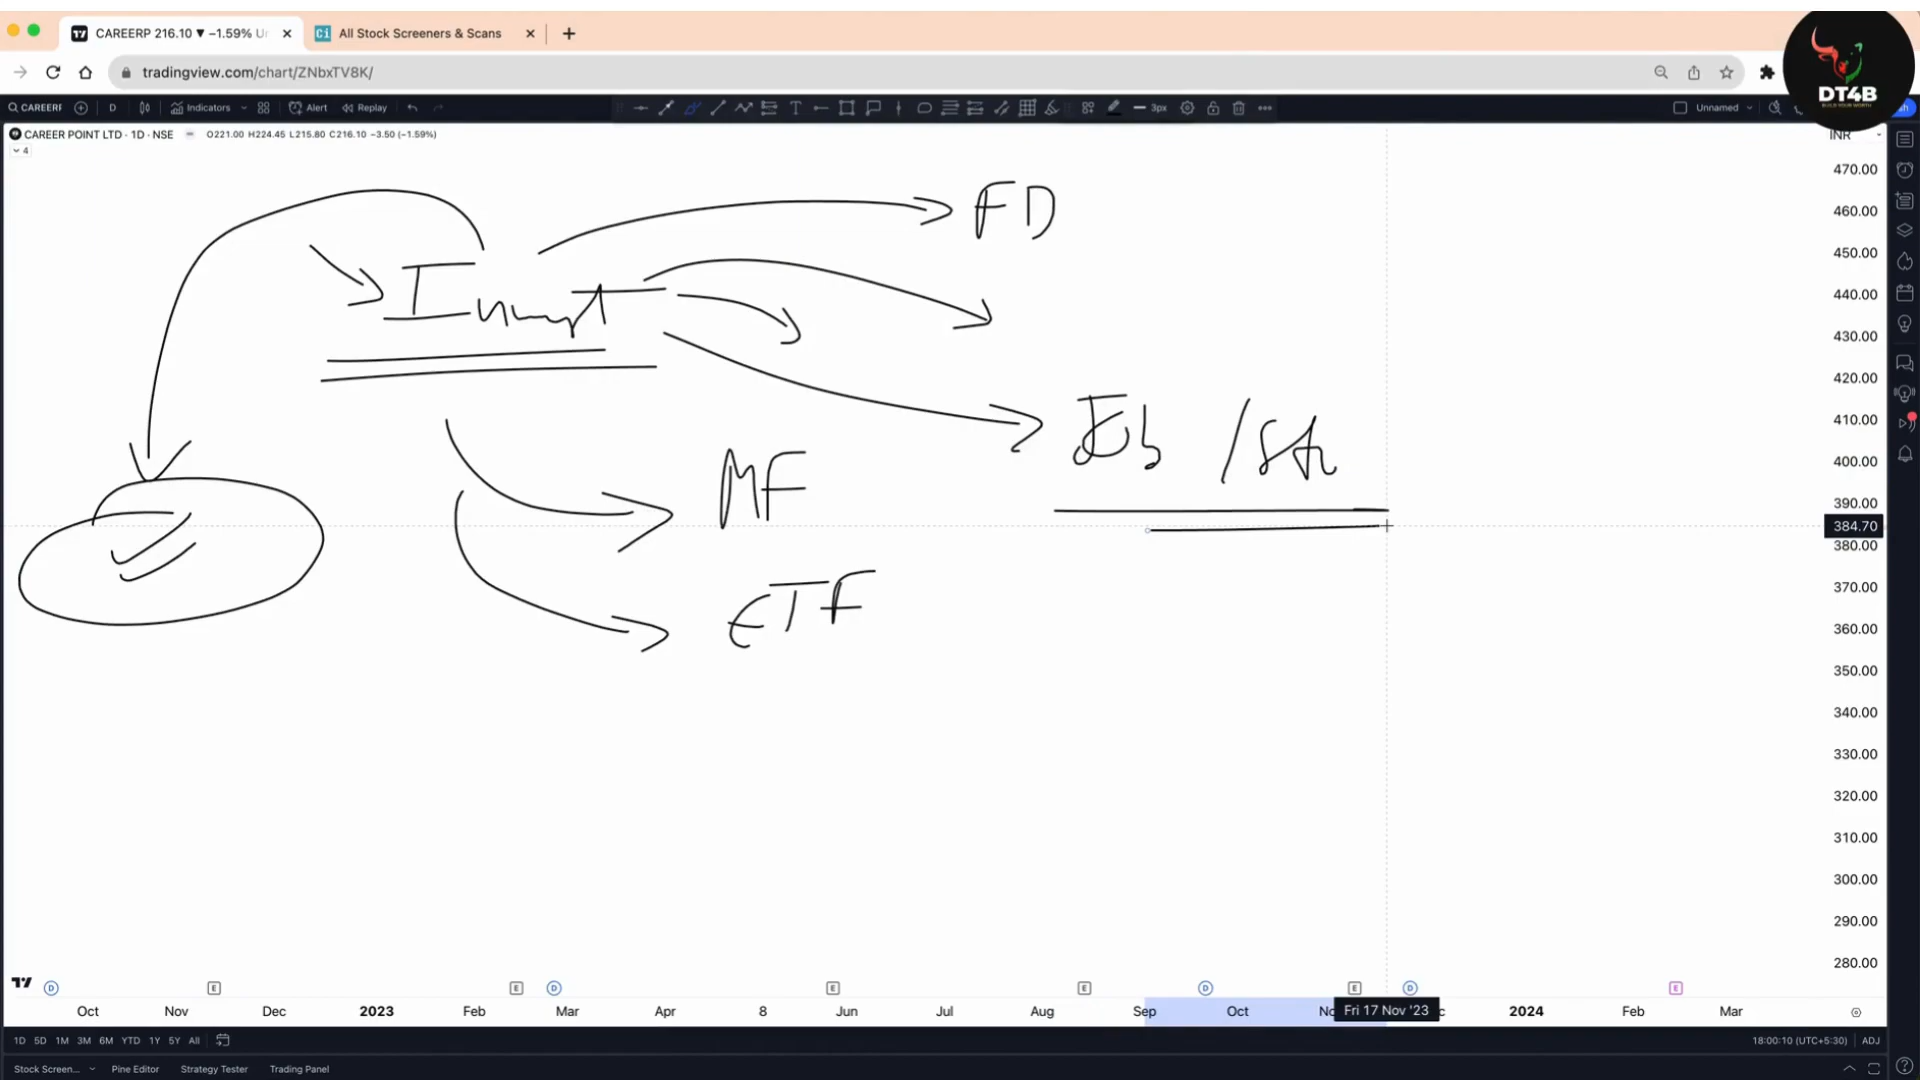 CAREERP 216.10 ▼ −1.59%
All Stock Screeners & Scans
tradingview.com/chart/ZNbxTV8K/
DT4B
BUILD YOUR WORTH
CAREERP D Indicators Alert Replay T 3px Unnamed
CAREER POINT LTD · 1D · NSE O221.00 H224.45 L215.80 C216.10 −3.50 (−1.59%)
INR
4
FD
MF
ETF
470.00
460.00
450.00
440.00
430.00
420.00
410.00
400.00
390.00
384.70
380.00
370.00
360.00
350.00
340.00
330.00
320.00
310.00
300.00
290.00
280.00
D E E D E E D E D E
Oct Nov Dec 2023 Feb Mar Apr 8 Jun Jul Aug Sep Oct Fri 17 Nov '23 2024 Feb Mar
1D 5D 1M 3M 6M YTD 1Y 5Y All 18:00:10 (UTC+5:30) ADJ
Stock Screen... Pine Editor Strategy Tester Trading Panel